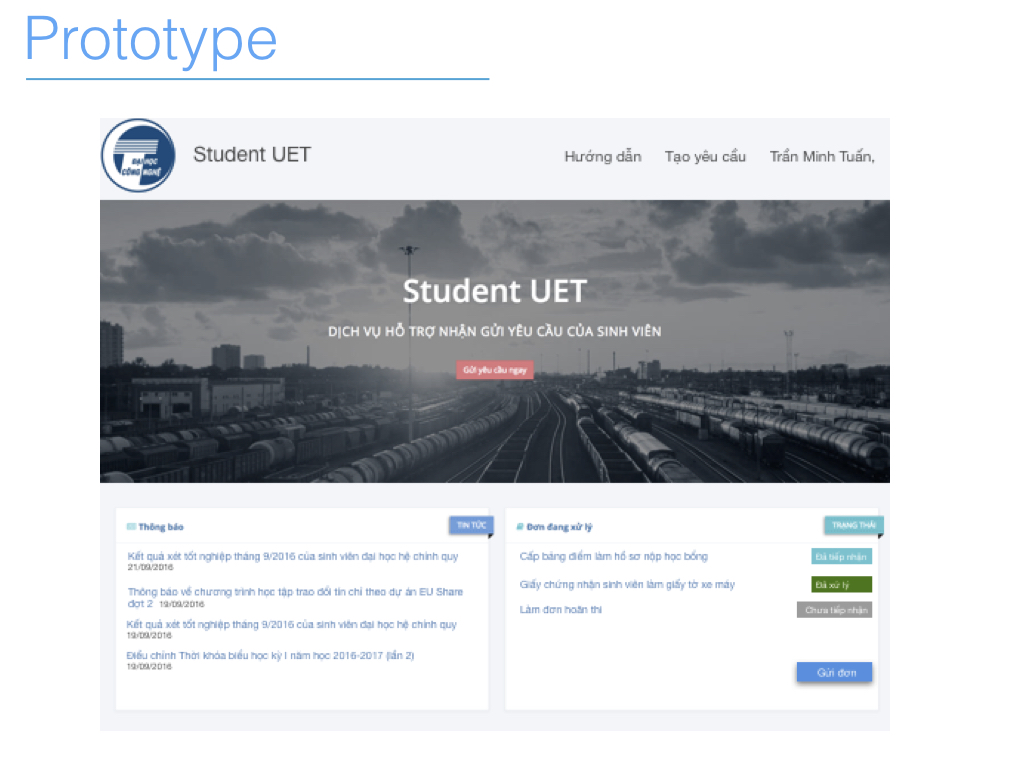 Prototype
ĐẠI HỌC
CÔNG NGHỆ
Student UET
Hướng dẫn
Tạo yêu cầu
Trần Minh Tuấn,
Student UET
DỊCH VỤ HỖ TRỢ NHẬN GỬI YÊU CẦU CỦA SINH VIÊN
Gửi yêu cầu ngay
Thông báo
TIN TỨC
Kết quả xét tốt nghiệp tháng 9/2016 của sinh viên đại học hệ chính quy
21/09/2016
Thông báo về chương trình học tập trao đổi tín chỉ theo dự án EU Share
đợt 2 19/09/2016
Kết quả xét tốt nghiệp tháng 9/2016 của sinh viên đại học hệ chính quy
19/09/2016
Điều chỉnh Thời khóa biểu học kỳ I năm học 2016-2017 (lần 2)
19/09/2016
Đơn đang xử lý
TRẠNG THÁI
Cấp bảng điểm làm hồ sơ nộp học bổng
Đã tiếp nhận
Giấy chứng nhận sinh viên làm giấy tờ xe máy
Đã xử lý
Làm đơn hoãn thi
Chưa tiếp nhận
Gửi đơn